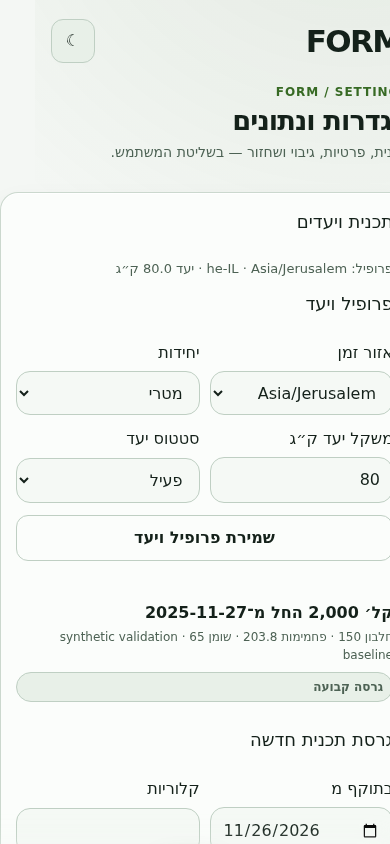 FORM
FORM / SETTING
גדרות ונתונים
נית, פרטיות, גיבוי ושחזור — בשליטת המשתמש.
תכנית ויעדים
פרופיל: he-IL · Asia/Jerusalem · יעד 80.0 ק״ג
פרופיל ויעד
אזור זמן
יחידות
Asia/Jerusalem
מטרי
משקל יעד ק״ג
סטטוס יעד
80
פעיל
שמירת פרופיל ויעד
קל׳ 2,000 החל מ־2025-11-27
חלבון 150 · פחמימות 203.8 · שומן 65 · synthetic validation
baseline
גרסה קבועה
גרסת תכנית חדשה
בתוקף מ
קלוריות
11/26/2026